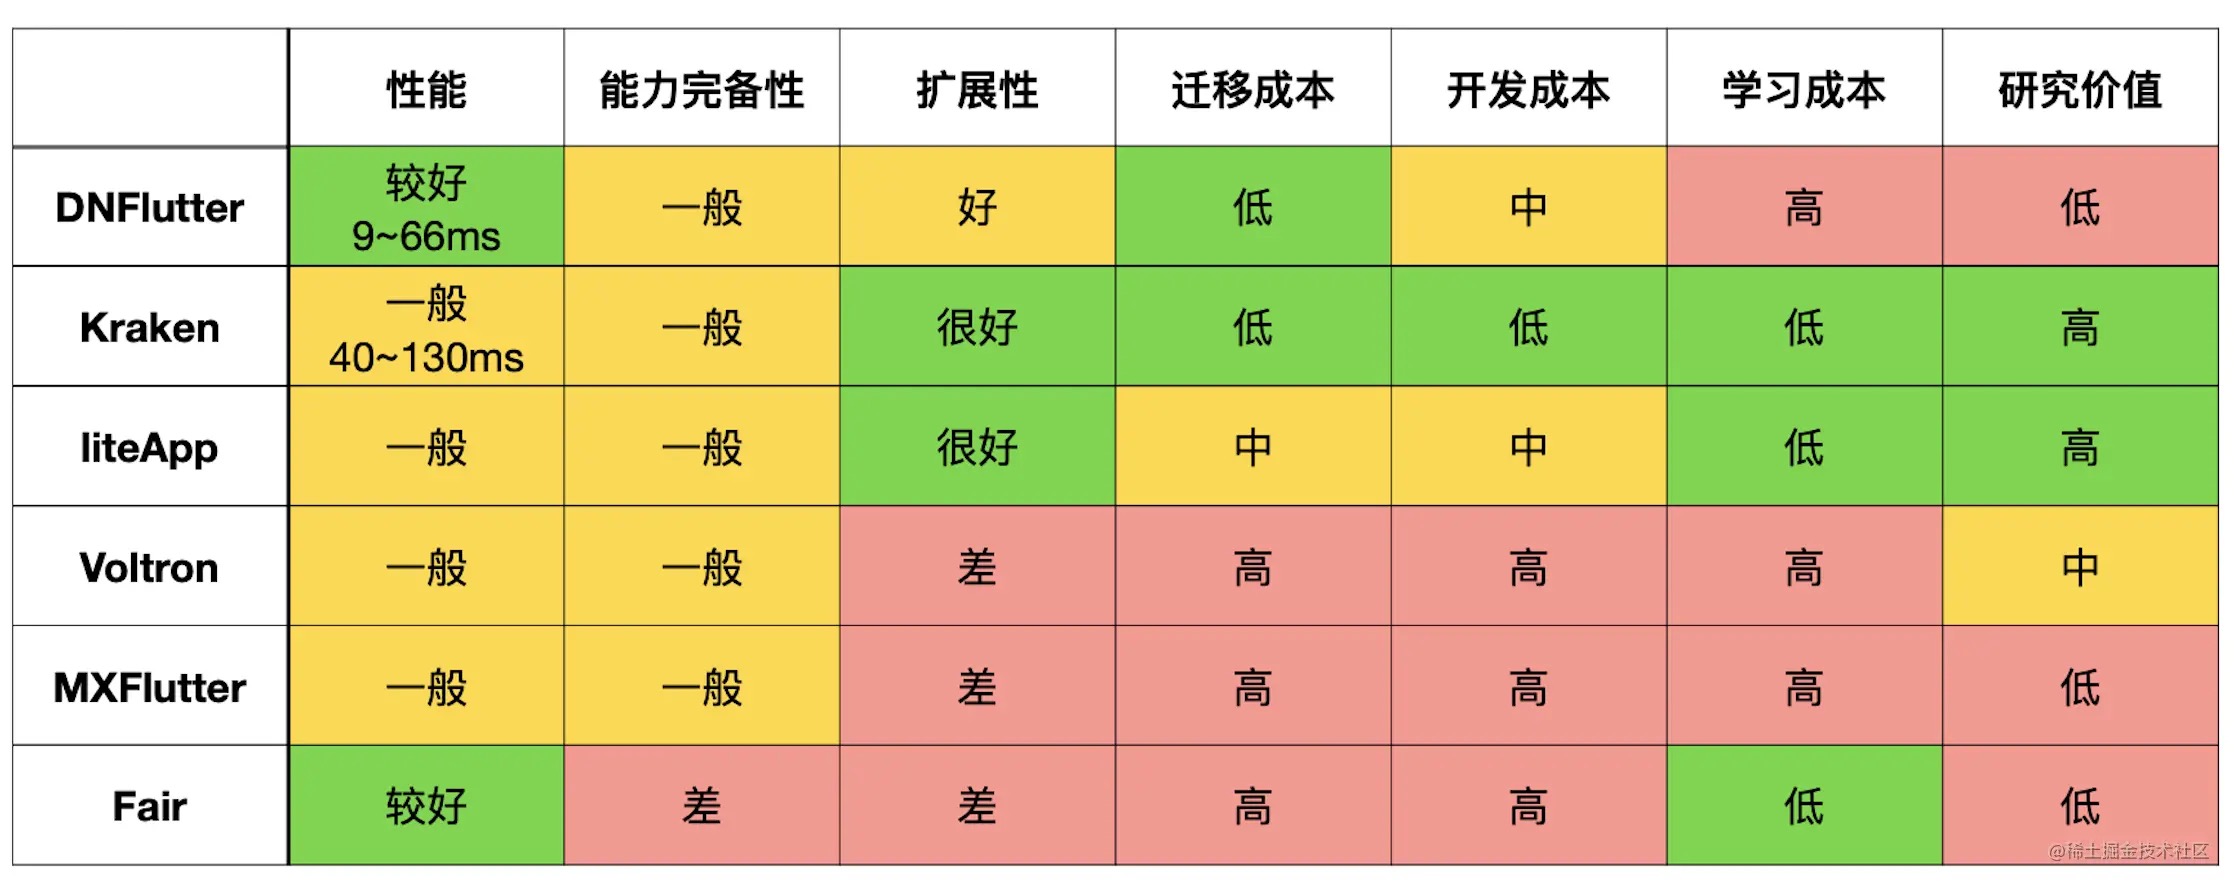 性能 能力完备性 扩展性 迁移成本 开发成本 学习成本 研究价值
DNFlutter 较好 9~66ms 一般 好 低 中 高 低
Kraken 一般 40~130ms 一般 很好 低 低 低 高
liteApp 一般 一般 很好 中 中 低 高
Voltron 一般 一般 差 高 高 高 中
MXFlutter 一般 一般 差 高 高 高 低
Fair 较好 差 差 高 高 低 低
@稀土掘金技术社区